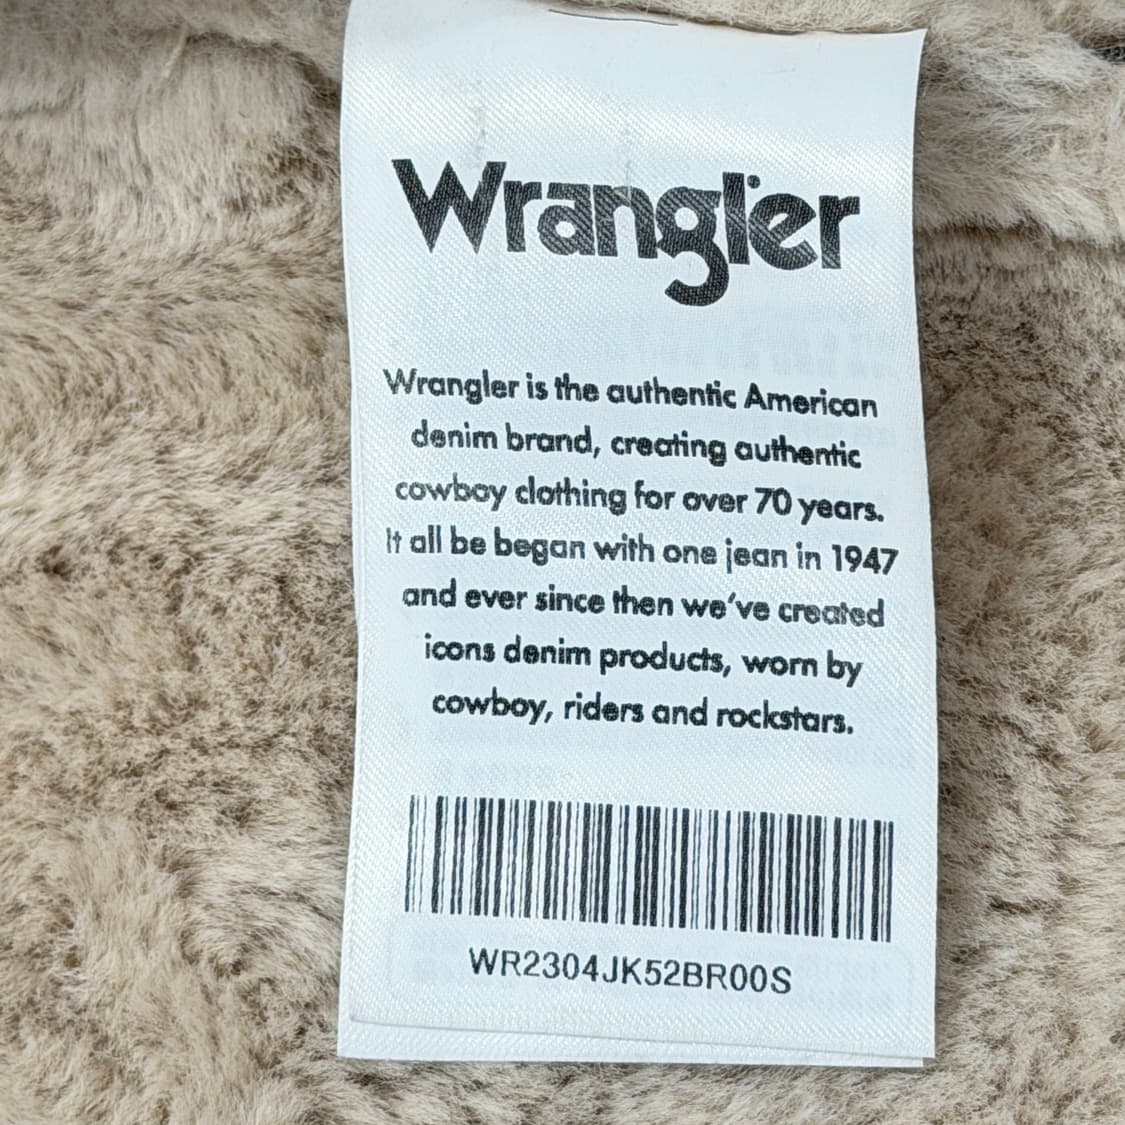 Wrangler
Wrangler is the authentic American
denim brand, creating authentic
cowboy clothing for over 70 years.
It all be began with one jean in 1947
and ever since then we've created
icons denim products, worn by
cowboy, riders and rockstars.
WR2304JK52BR00S